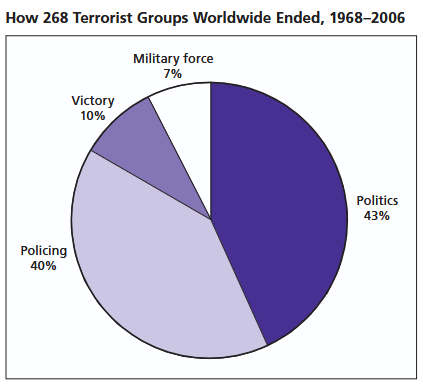 How 268 Terrorist Groups Worldwide Ended, 1968–2006
Military force
7%
Victory
10%
Politics
43%
Policing
40%